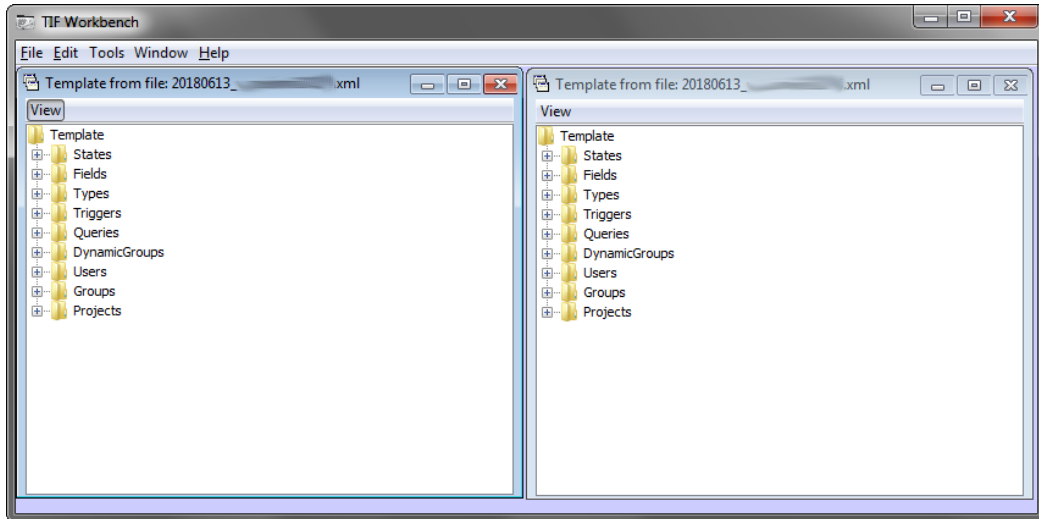 TIF Workbench
File Edit Tools Window Help
Template from file: 20180613_ .xml
View
Template
States
Fields
Types
Triggers
Queries
DynamicGroups
Users
Groups
Projects
Template from file: 20180613_ .xml
View
Template
States
Fields
Types
Triggers
Queries
DynamicGroups
Users
Groups
Projects